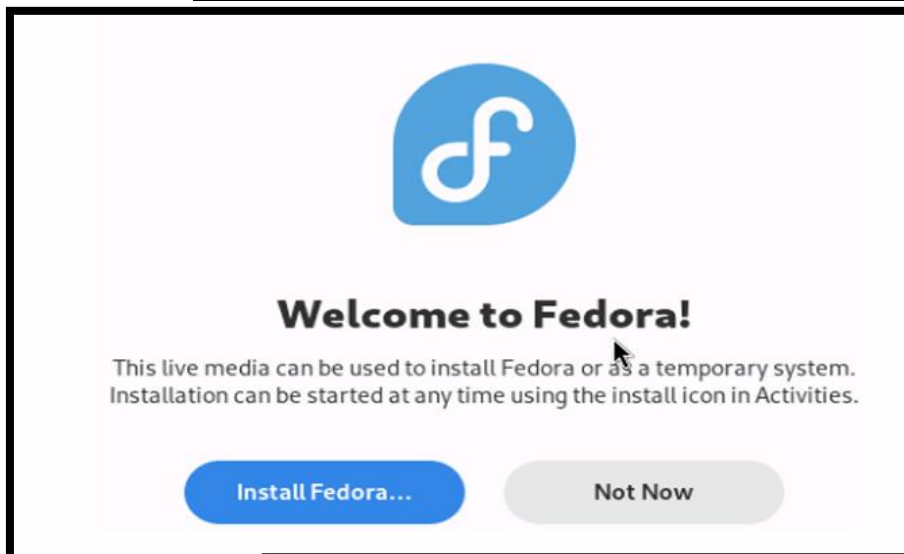 Welcome to Fedora!
This live media can be used to install Fedora or as a temporary system.
Installation can be started at any time using the install icon in Activities.
Install Fedora...
Not Now